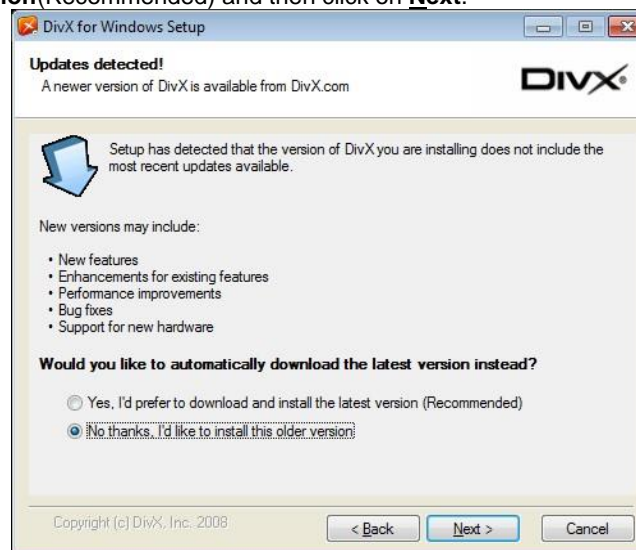 ion(Recommended) and then click on Next.
DivX for Windows Setup
Updates detected!
A newer version of DivX is available from DivX.com
DIVX
Setup has detected that the version of DivX you are installing does not include the
most recent updates available.
New versions may include:
• New features
• Enhancements for existing features
• Performance improvements
• Bug fixes
• Support for new hardware
Would you like to automatically download the latest version instead?
Yes, I'd prefer to download and install the latest version (Recommended)
No thanks, I'd like to install this older version
Copyright (c) DivX, Inc. 2008
< Back Next > Cancel